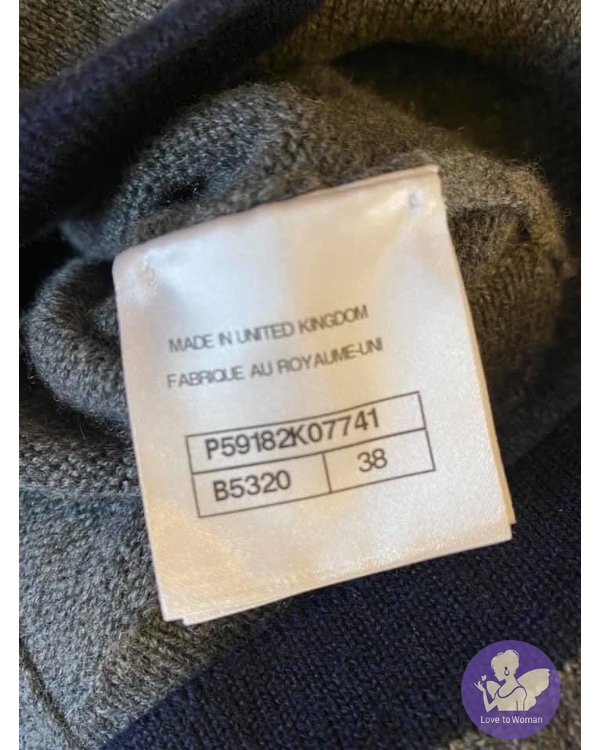 MADE IN UNITED KINGDOM
FABRIQUE AU ROYAUME-UNI
P59182K07741
B5320 38
Love to Woman